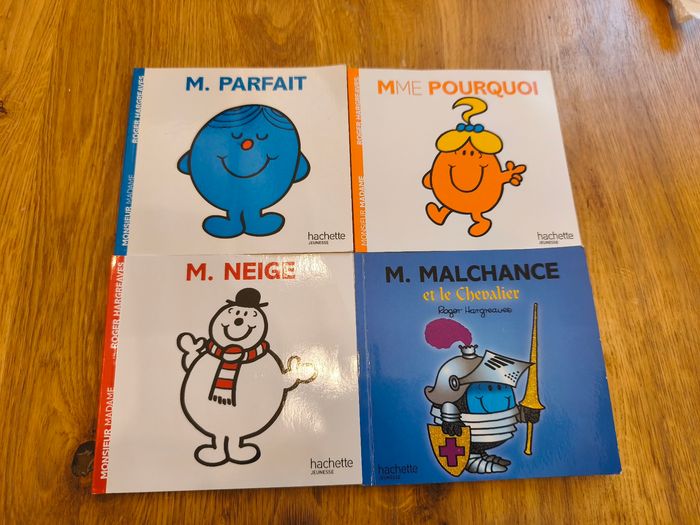 M. PARFAIT
ROGER HARGREAVES
MONSIEUR MADAME
hachette
JEUNESSE
MME POURQUOI
ROGER HARGREAVES
MONSIEUR MADAME
hachette
JEUNESSE
M. NEIGE
ROGER HARGREAVES
MONSIEUR MADAME
hachette
JEUNESSE
M. MALCHANCE
et le Chevalier
Roger Hargreaves
hachette
JEUNESSE